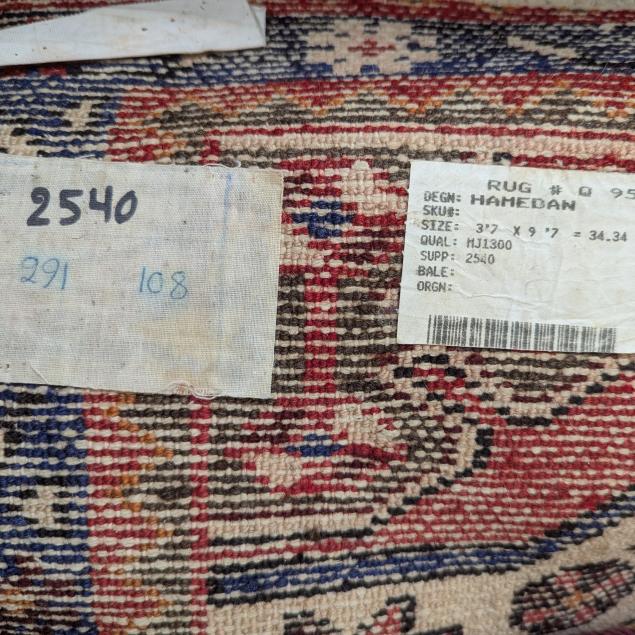 2540
291 108
RUG # Q 95
DEGN: HAMEDAN
SKU#:
SIZE: 3'7 X 9 '7 = 34.34
QUAL: MJ1300
SUPP: 2540
BALE:
ORGN: